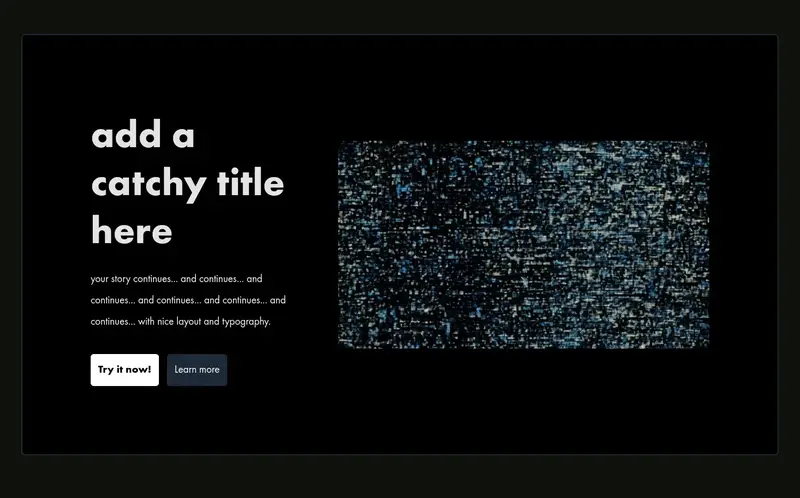 add a
catchy title
here
your story continues... and continues... and
continues... and continues... and continues... and
continues... with nice layout and typography.
Try it now!
Learn more